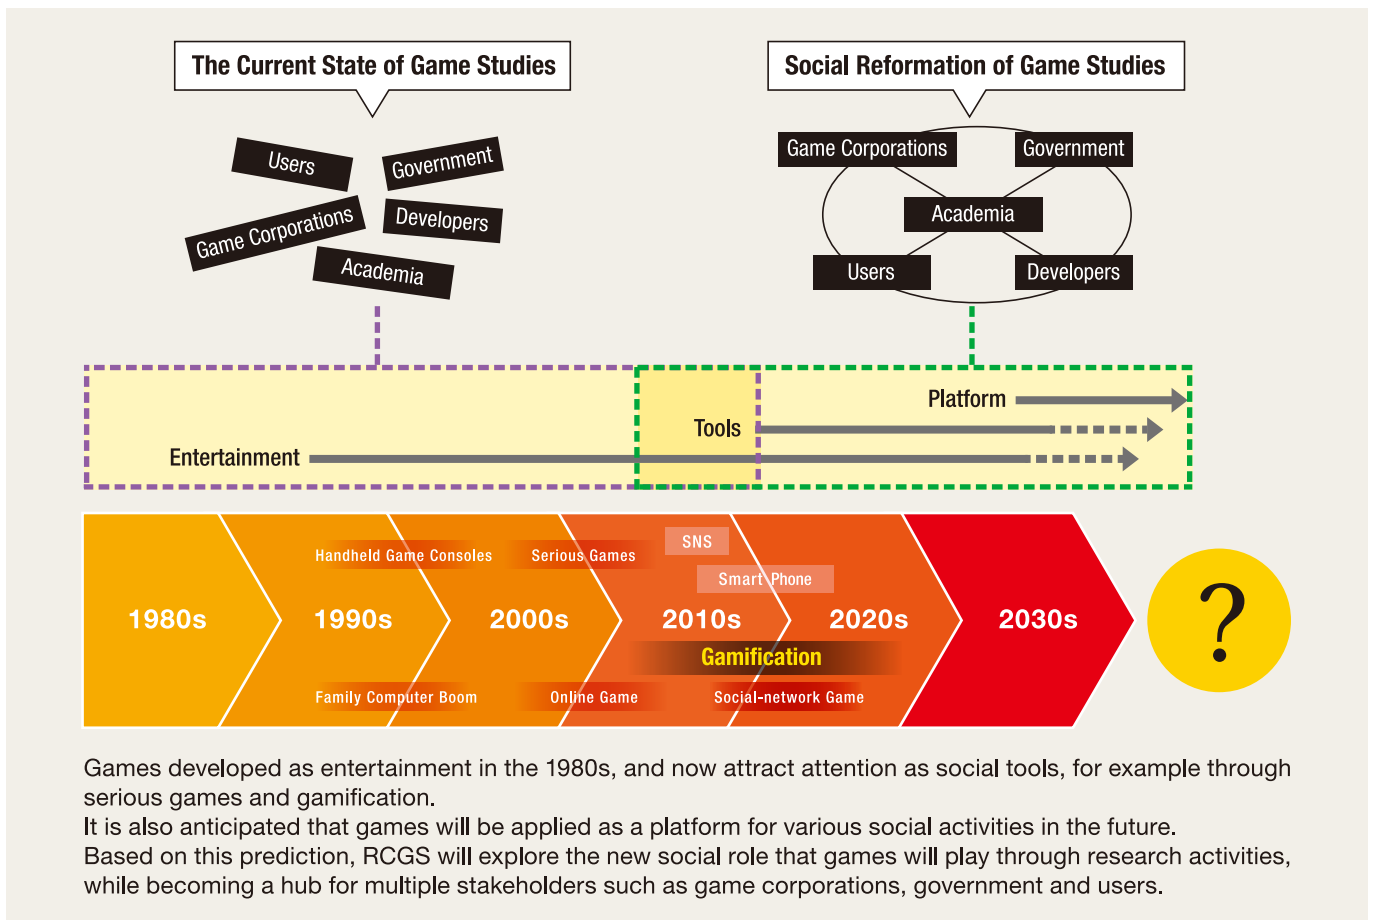 The Current State of Game Studies
Social Reformation of Game Studies
Users
Government
Game Corporations
Developers
Academia
Game Corporations
Government
Academia
Users
Developers
Platform
Tools
Entertainment
Handheld Game Consoles
Serious Games
SNS
Smart Phone
1980s
1990s
2000s
2010s
2020s
2030s
?
Gamification
Family Computer Boom
Online Game
Social-network Game
Games developed as entertainment in the 1980s, and now attract attention as social tools, for example through
serious games and gamification.
It is also anticipated that games will be applied as a platform for various social activities in the future.
Based on this prediction, RCGS will explore the new social role that games will play through research activities,
while becoming a hub for multiple stakeholders such as game corporations, government and users.